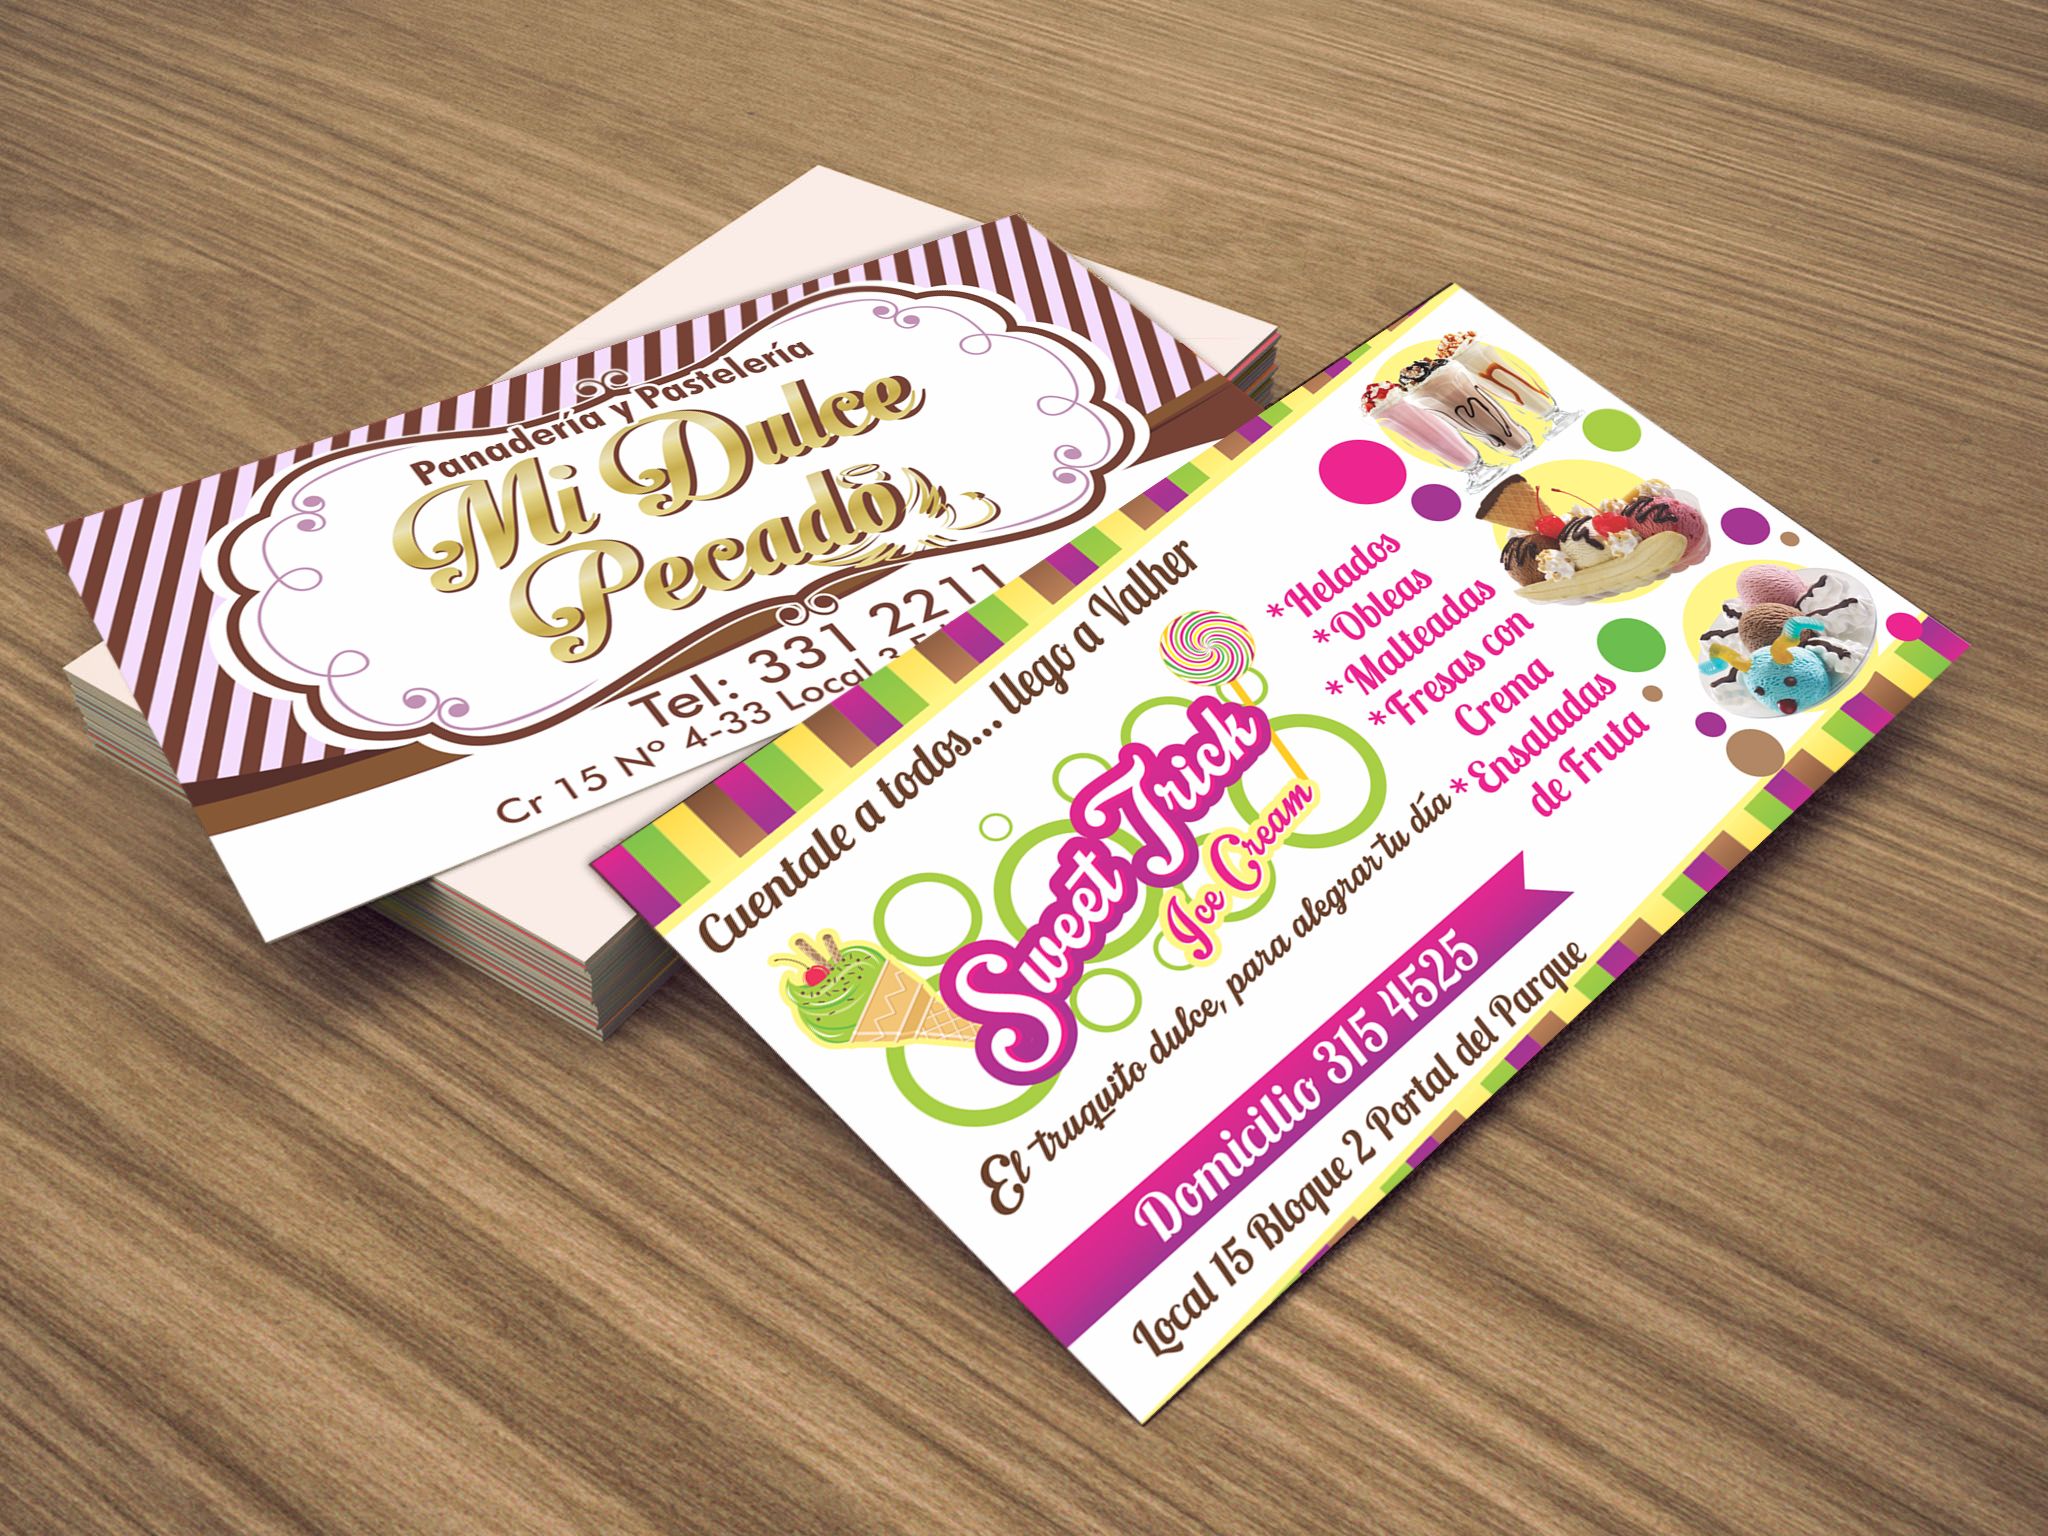 Panadería y Pastelería
Mi Dulce
Pecado
Tel: 331 2211
Cr 15 Nº 4-33 Local
Cuentale a todos... llego a Valher
Sweet Trick
Ice Cream
El truquito dulce, para alegrar tu día
*Helados
*Obleas
*Malteadas
*Fresas con
Crema
*Ensaladas
de Fruta
Domicilio 315 4525
Local 15 Bloque 2 Portal del Parque